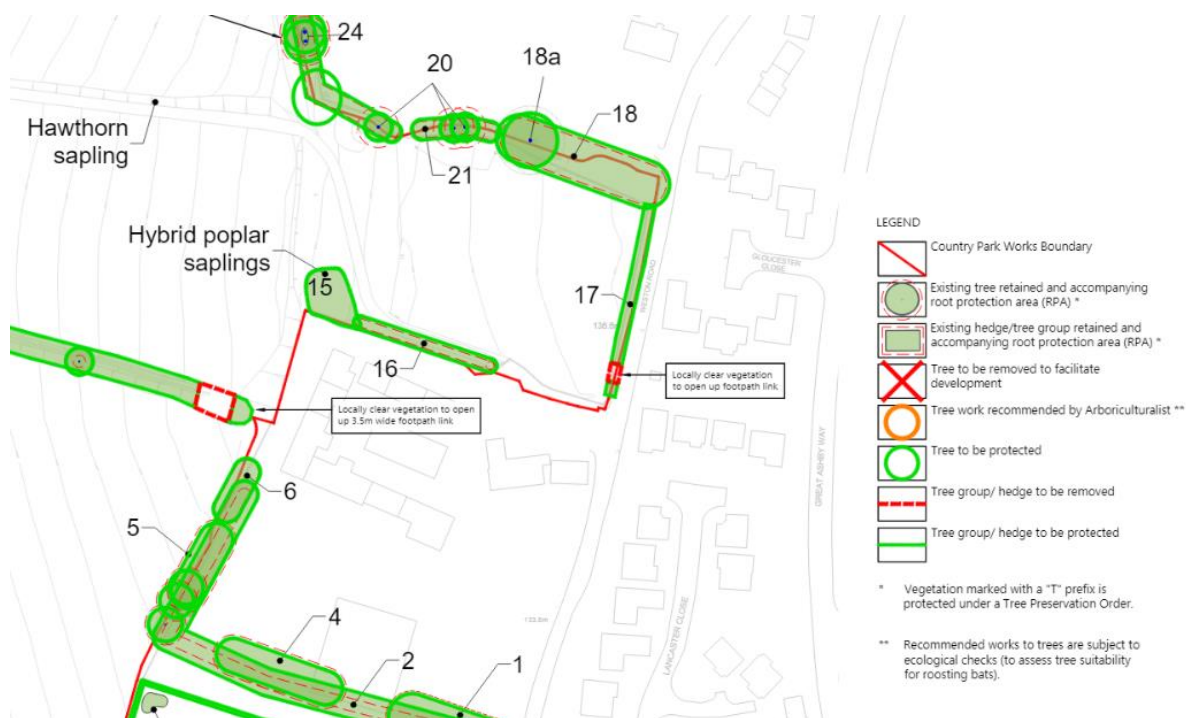 24
20
18a
18
21
Hawthorn
sapling
Hybrid poplar
saplings
15
16
17
GLOUCESTER
CLOSE
PRESTON ROAD
Locally clear vegetation
to open up footpath link
Locally clear vegetation to open
up 3.5m wide footpath link
6
5
4
2
1
GREAT ASHBY WAY
LANCASTER CLOSE
LEGEND
Country Park Works Boundary
Existing tree retained and accompanying
root protection area (RPA) *
Existing hedge/tree group retained and
accompanying root protection area (RPA) *
Tree to be removed to facilitate
development
Tree work recommended by Arboriculturalist **
Tree to be protected
Tree group/ hedge to be removed
Tree group/ hedge to be protected
* Vegetation marked with a "T" prefix is
protected under a Tree Preservation Order.
** Recommended works to trees are subject to
ecological checks (to assess tree suitability
for roosting bats).